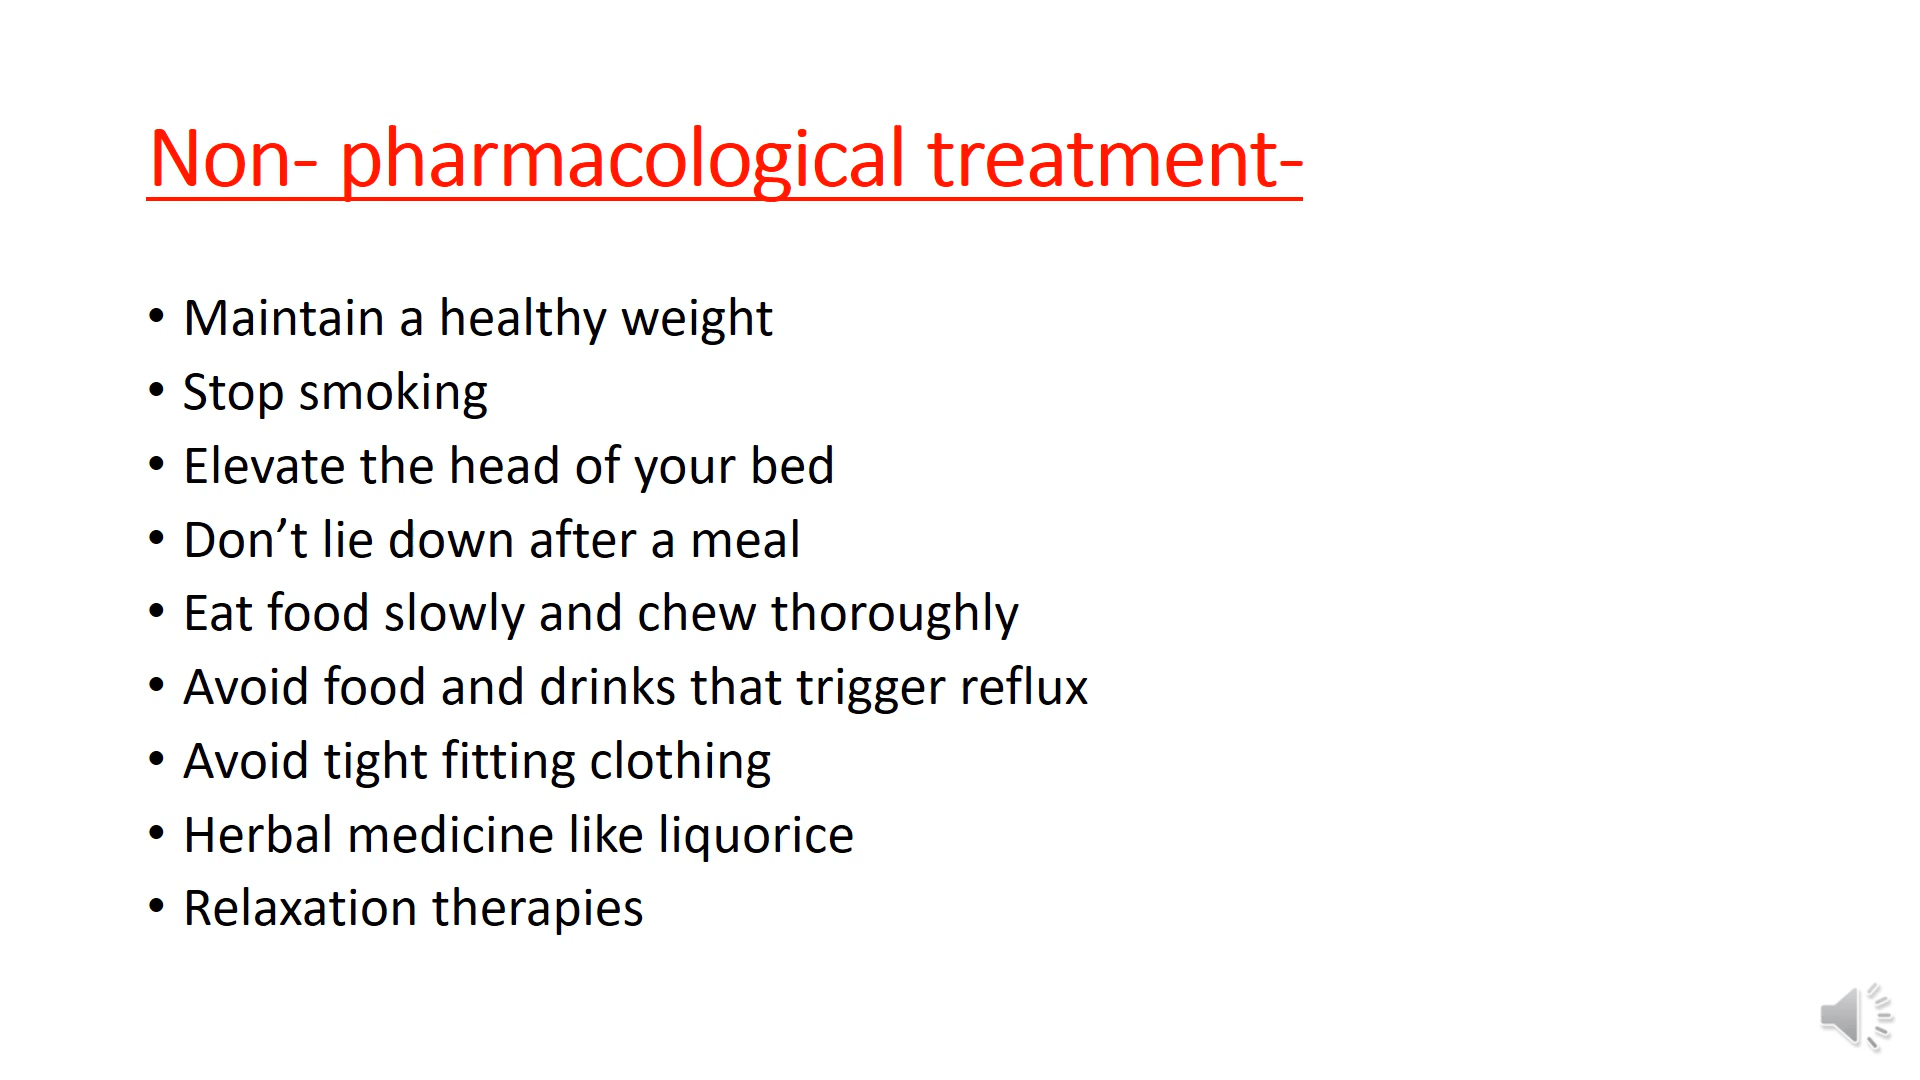 Non- pharmacological treatment-
• Maintain a healthy weight
• Stop smoking
• Elevate the head of your bed
• Don’t lie down after a meal
• Eat food slowly and chew thoroughly
• Avoid food and drinks that trigger reflux
• Avoid tight fitting clothing
• Herbal medicine like liquorice
• Relaxation therapies